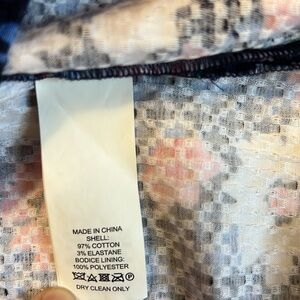 MADE IN CHINA
SHELL:
97% COTTON
3% ELASTANE
BODICE LINING:
100% POLYESTER
DRY CLEAN ONLY